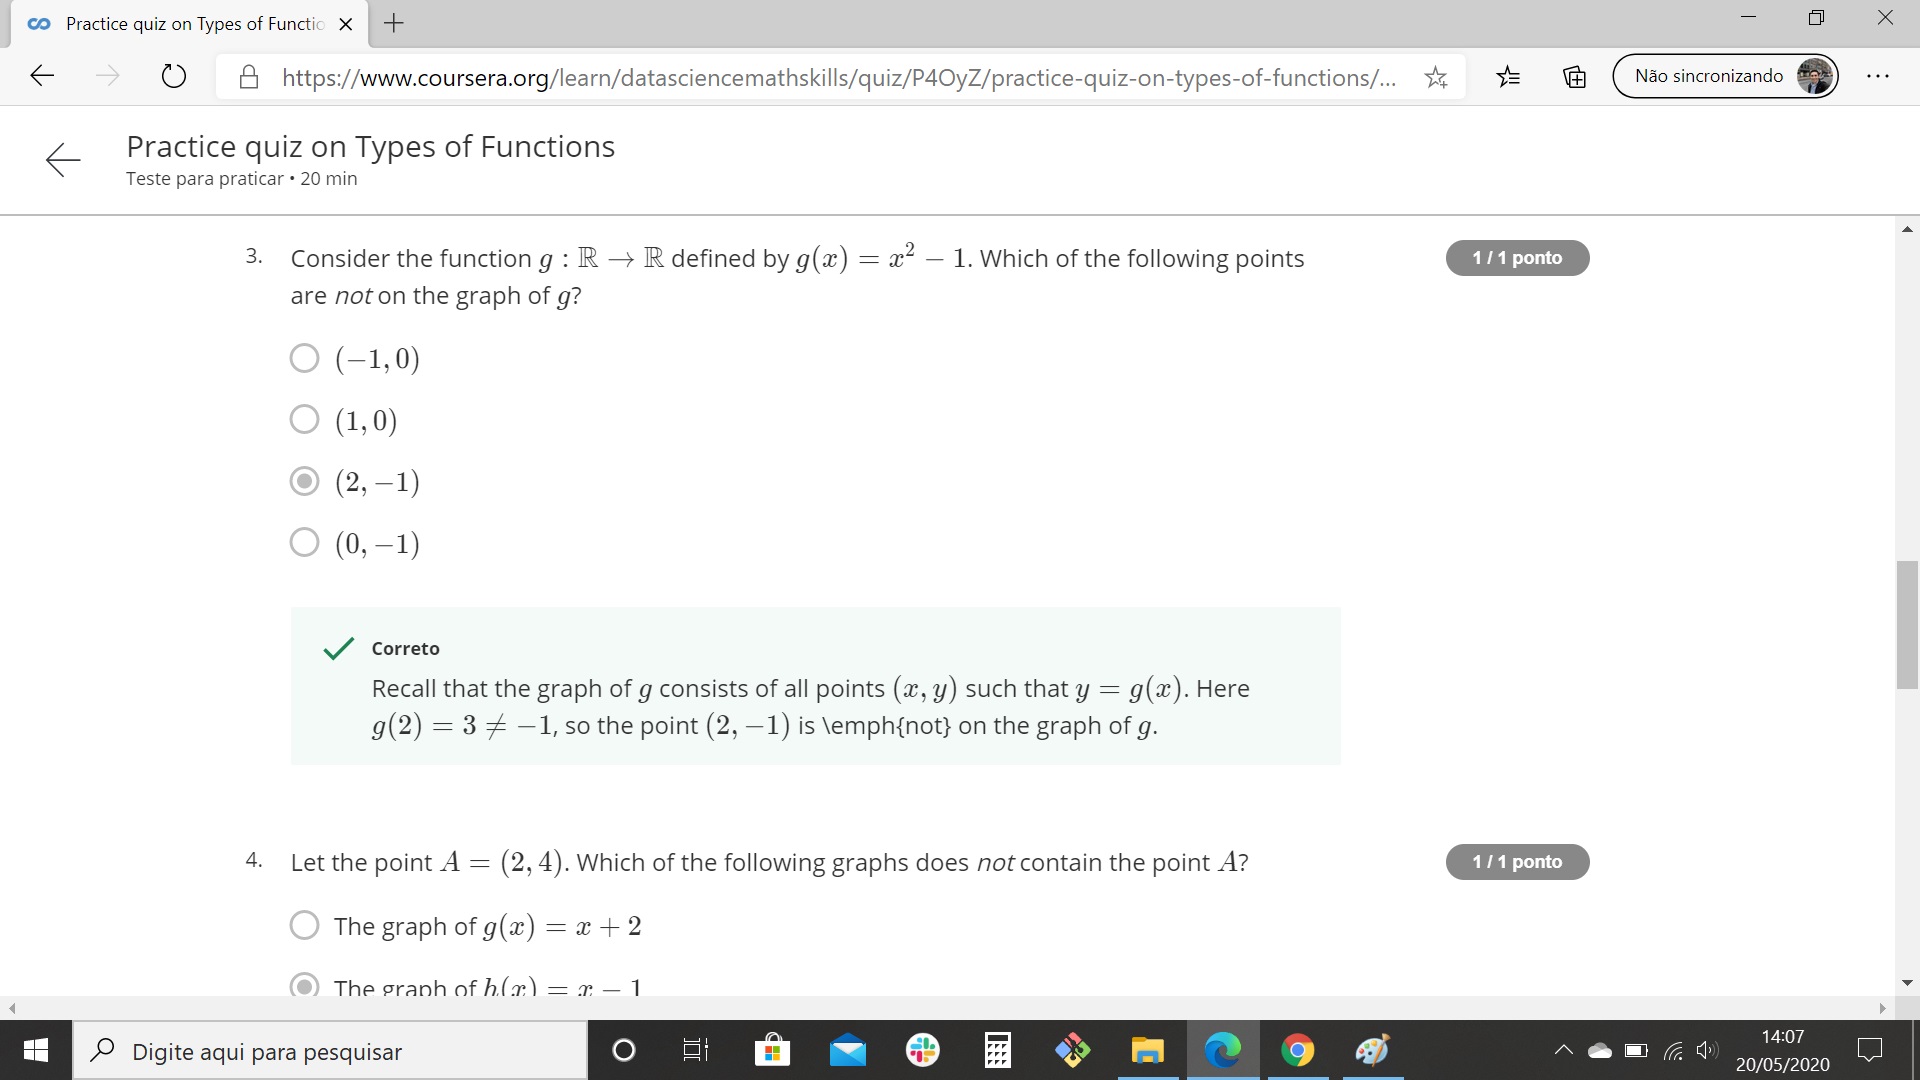 Practice quiz on Types of Functio
https://www.coursera.org/learn/datasciencemathskills/quiz/P4OyZ/practice-quiz-on-types-of-functions/...
Não sincronizando
Practice quiz on Types of Functions
Teste para praticar • 20 min
3. Consider the function g : ℝ → ℝ defined by g(x) = x² − 1. Which of the following points
1 / 1 ponto
are not on the graph of g?
(−1, 0)
(1, 0)
(2, −1)
(0, −1)
Correto
Recall that the graph of g consists of all points (x, y) such that y = g(x). Here
g(2) = 3 ≠ −1, so the point (2, −1) is \emph{not} on the graph of g.
4. Let the point A = (2, 4). Which of the following graphs does not contain the point A?
1 / 1 ponto
The graph of g(x) = x + 2
The graph of h(x) = x − 1
Digite aqui para pesquisar
14:07
20/05/2020